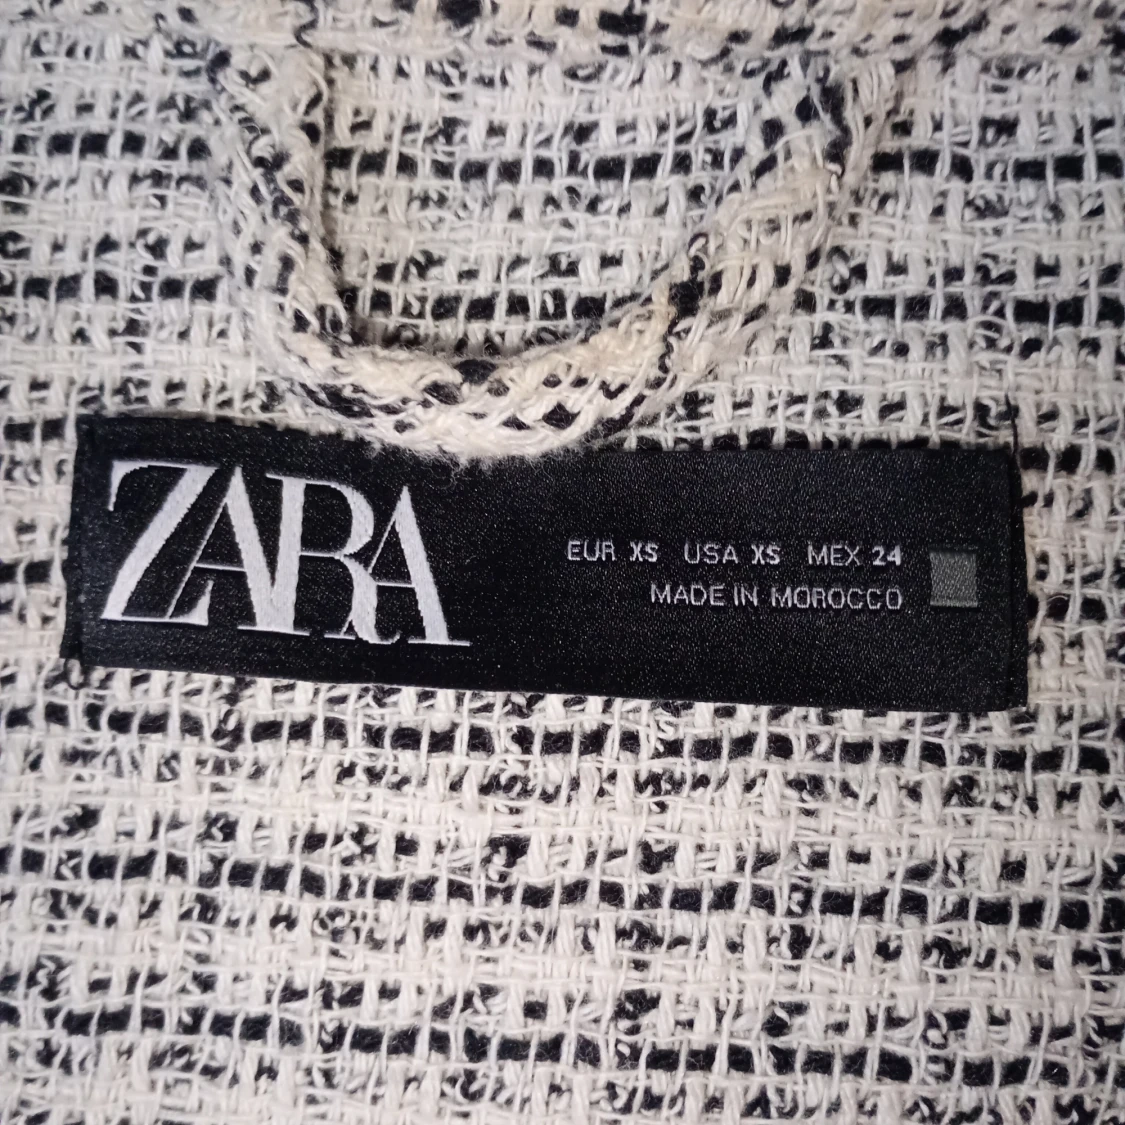 ZARA
EUR XS USA XS MEX 24
MADE IN MOROCCO